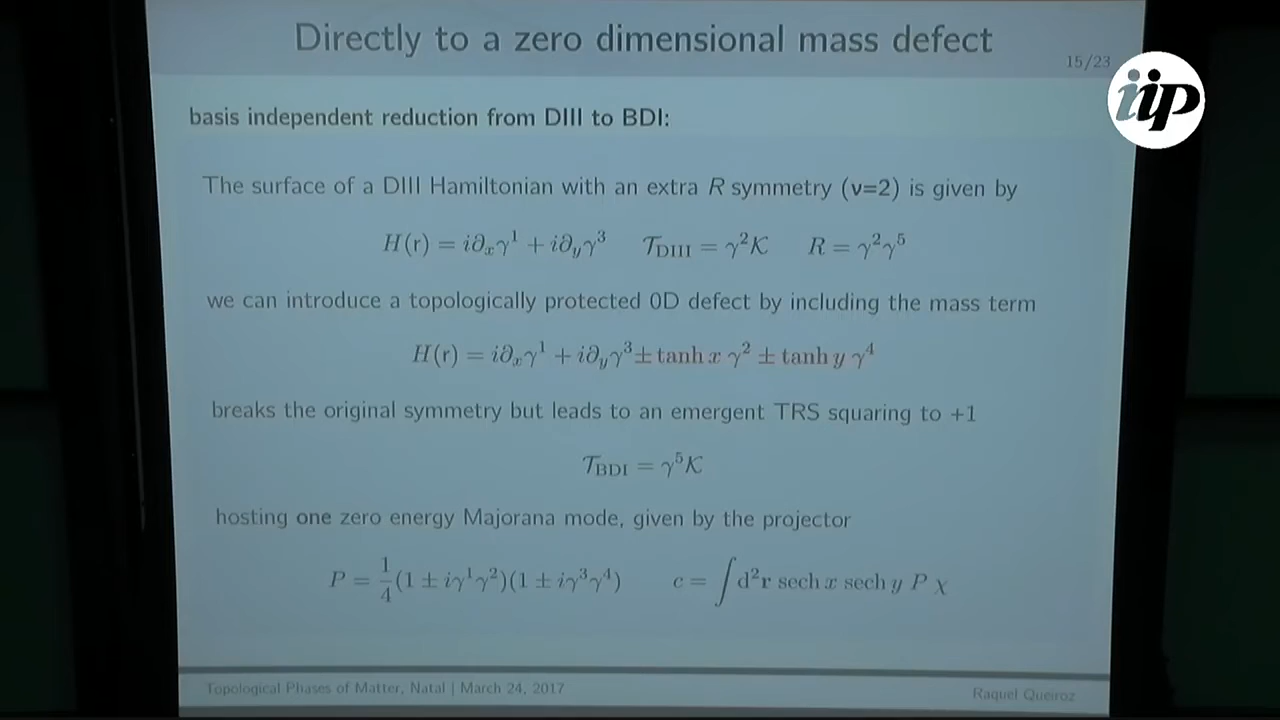 Directly to a zero dimensional mass defect
15/23
iip
basis independent reduction from DIII to BDI:
The surface of a DIII Hamiltonian with an extra R symmetry (ν=2) is given by
H(r) = i∂ₓγ¹ + i∂ᵧγ³ 𝒯_DIII = γ²𝒦 R = γ²γ⁵
we can introduce a topologically protected 0D defect by including the mass term
H(r) = i∂ₓγ¹ + i∂ᵧγ³ ± tanh x γ² ± tanh y γ⁴
breaks the original symmetry but leads to an emergent TRS squaring to +1
𝒯_BDI = γ⁵𝒦
hosting one zero energy Majorana mode, given by the projector
P = 1/4 (1 ± iγ¹γ²)(1 ± iγ³γ⁴) c = ∫ d²r sech x sech y P χ
Topological Phases of Matter, Natal | March 24, 2017
Raquel Queiroz